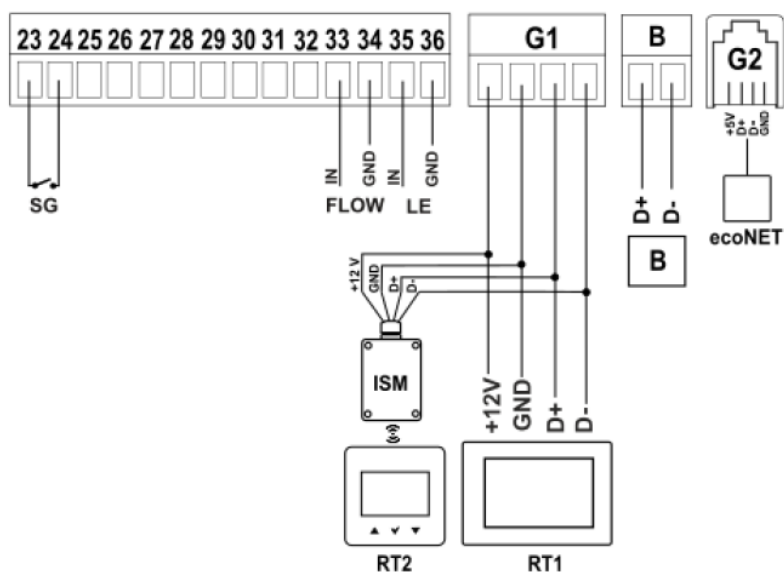 23 24 25 26 27 28 29 30 31 32 33 34 35 36
G1
B
G2
+5V
D+
D-
GND
SG
IN
GND
IN
GND
FLOW LE
D+
D-
B
ecoNET
+12 V
GND
D+
D-
ISM
+12V
GND
D+
D-
RT2
RT1